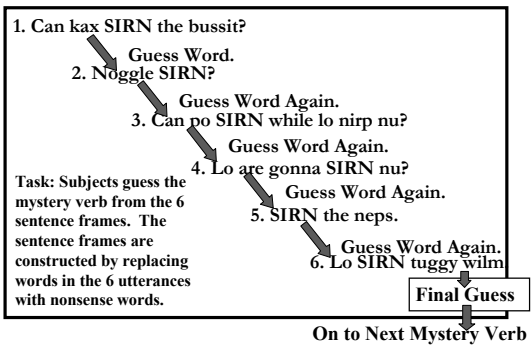 1. Can kax SIRN the bussit?
Guess Word.
2. Noggle SIRN?
Guess Word Again.
3. Can po SIRN while lo nirp nu?
Guess Word Again.
4. Lo are gonna SIRN nu?
Guess Word Again.
5. SIRN the neps.
Guess Word Again.
6. Lo SIRN tuggy wilm
Task: Subjects guess the
mystery verb from the 6
sentence frames. The
sentence frames are
constructed by replacing
words in the 6 utterances
with nonsense words.
Final Guess
On to Next Mystery Verb